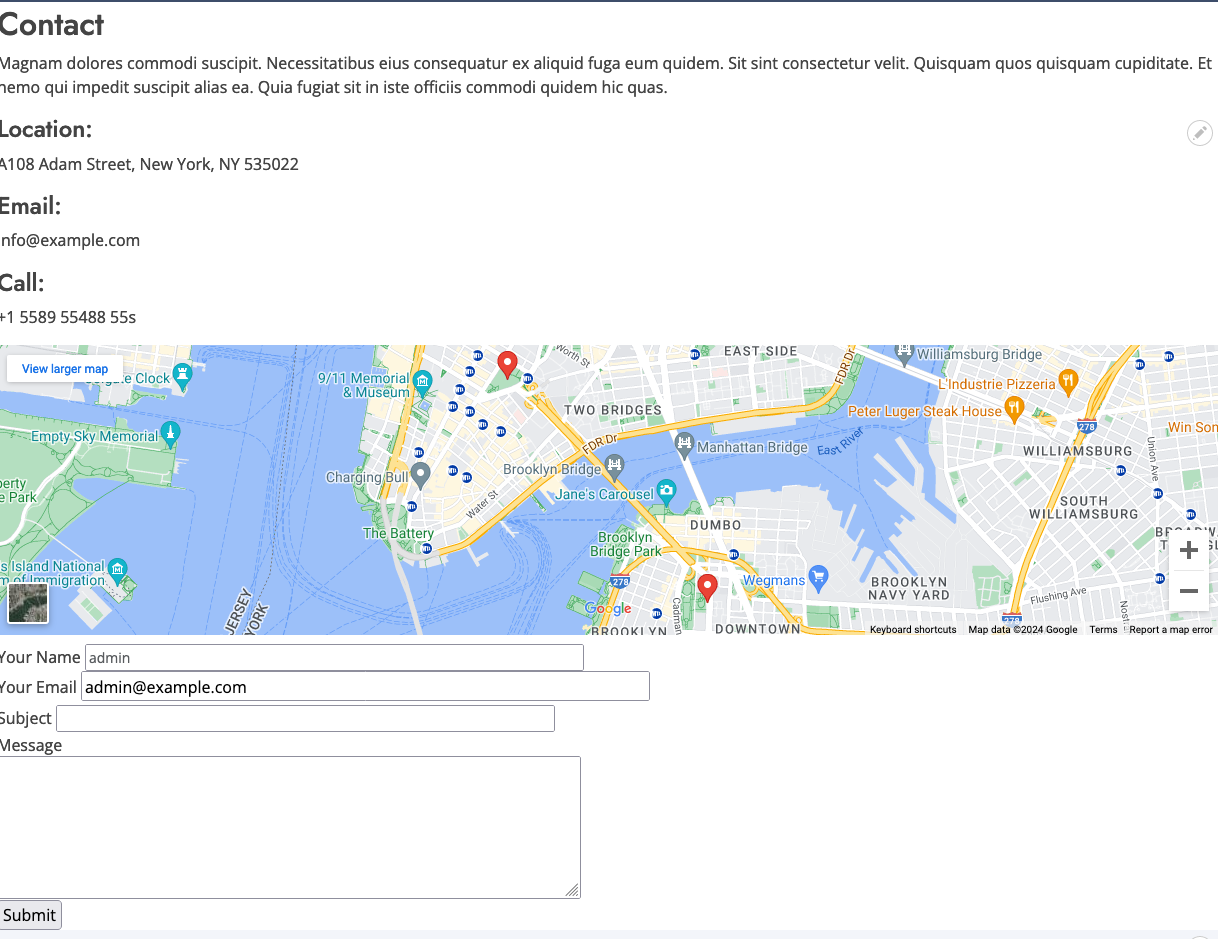 Contact
Magnam dolores commodi suscipit. Necessitatibus eius consequatur ex aliquid fuga eum quidem. Sit sint consectetur velit. Quisquam quos quisquam cupiditate. Et
nemo qui impedit suscipit alias ea. Quia fugiat sit in iste officiis commodi quidem hic quas.
Location:
A108 Adam Street, New York, NY 535022
Email:
info@example.com
Call:
+1 5589 55488 55s
View larger map
Colgate Clock
9/11 Memorial
& Museum
Worth St
EAST SIDE
FDR Dr
Williamsburg Bridge
L'Industrie Pizzeria
Peter Luger Steak House
TWO BRIDGES
278
Win Son
Empty Sky Memorial
FDR Dr
Manhattan Bridge
East River
Union Ave
WILLIAMSBURG
Charging Bull
Brooklyn Bridge
Jane's Carousel
Water St
SOUTH
WILLIAMSBURG
The Battery
DUMBO
Brooklyn
Bridge Park
278
Wegmans
BROOKLYN
NAVY YARD
Flushing Ave
278
s Island National
m of Immigration
JERSEY
YORK
Google
Cadman
BROOKLYN
DOWNTOWN
Keyboard shortcuts
Map data ©2024 Google
Terms
Report a map error
Your Name admin
Your Email admin@example.com
Subject
Message
Submit